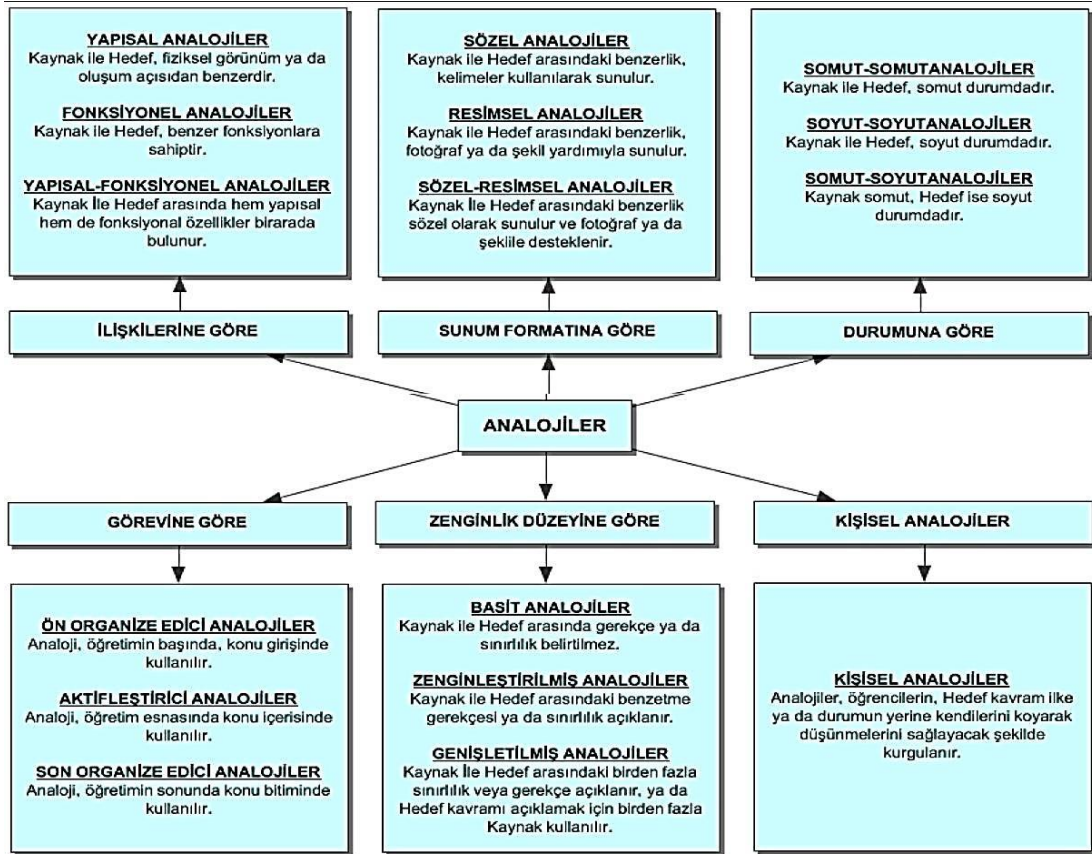 YAPISAL ANALOJİLER
Kaynak ile Hedef, fiziksel görünüm ya da
oluşum açısıdan benzerdir.
FONKSİYONEL ANALOJİLER
Kaynak ile Hedef, benzer fonksiyonlara
sahiptir.
YAPISAL-FONKSİYONEL ANALOJİLER
Kaynak İle Hedef arasında hem yapısal
hem de fonksiyonal özellikler birarada
bulunur.
SÖZEL ANALOJİLER
Kaynak ile Hedef arasındaki benzerlik,
kelimeler kullanılarak sunulur.
RESİMSEL ANALOJİLER
Kaynak ile Hedef arasındaki benzerlik,
fotoğraf ya da şekil yardımıyla sunulur.
SÖZEL-RESİMSEL ANALOJİLER
Kaynak İle Hedef arasındaki benzerlik
sözel olarak sunulur ve fotoğraf ya da
şeklile desteklenir.
SOMUT-SOMUTANALOJİLER
Kaynak ile Hedef, somut durumdadır.
SOYUT-SOYUTANALOJİLER
Kaynak ile Hedef, soyut durumdadır.
SOMUT-SOYUTANALOJİLER
Kaynak somut, Hedef ise soyut
durumdadır.
İLİŞKİLERİNE GÖRE
SUNUM FORMATINA GÖRE
DURUMUNA GÖRE
ANALOJİLER
GÖREVİNE GÖRE
ZENGİNLİK DÜZEYİNE GÖRE
KİŞİSEL ANALOJİLER
ÖN ORGANIZE EDİCİ ANALOJİLER
Analoji, öğretimin başında, konu girişinde
kullanılır.
AKTİFLEŞTİRİCİ ANALOJİLER
Analoji, öğretim esnasında konu içerisinde
kullanılır.
SON ORGANIZE EDİCİ ANALOJİLER
Analoji, öğretimin sonunda konu bitiminde
kullanılır.
BASİT ANALOJİLER
Kaynak ile Hedef arasında gerekçe ya da
sınırlılık belirtilmez.
ZENGİNLEŞTİRİLMİŞ ANALOJİLER
Kaynak ile Hedef arasındaki benzetme
gerekçesi ya da sınırlılık açıklanır.
GENİŞLETİLMİŞ ANALOJİLER
Kaynak İle Hedef arasındaki birden fazla
sınırlılık veya gerekçe açıklanır, ya da
Hedef kavramı açıklamak için birden fazla
Kaynak kullanılır.
KİŞİSEL ANALOJİLER
Analojiler, öğrencilerin, Hedef kavram ilke
ya da durumun yerine kendilerini koyarak
düşünmelerini sağlayacak şekilde
kurgulanır.